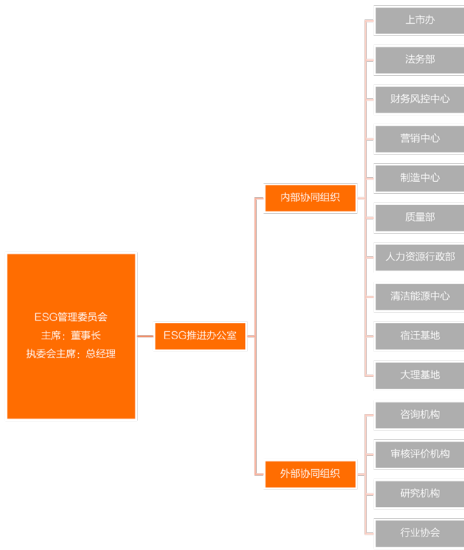 ESG管理委员会
主席：董事长
执委会主席：总经理
ESG推进办公室
内部协同组织
上市办
法务部
财务风控中心
营销中心
制造中心
质量部
人力资源行政部
清洁能源中心
宿迁基地
大理基地
外部协同组织
咨询机构
审核评价机构
研究机构
行业协会